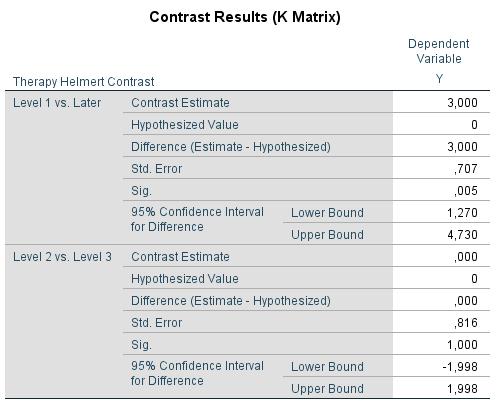 Contrast Results (K Matrix)
Dependent
Variable
Therapy Helmert Contrast Y
Level 1 vs. Later Contrast Estimate 3,000
Hypothesized Value 0
Difference (Estimate - Hypothesized) 3,000
Std. Error ,707
Sig. ,005
95% Confidence Interval for Difference Lower Bound 1,270
Upper Bound 4,730
Level 2 vs. Level 3 Contrast Estimate ,000
Hypothesized Value 0
Difference (Estimate - Hypothesized) ,000
Std. Error ,816
Sig. 1,000
95% Confidence Interval for Difference Lower Bound -1,998
Upper Bound 1,998